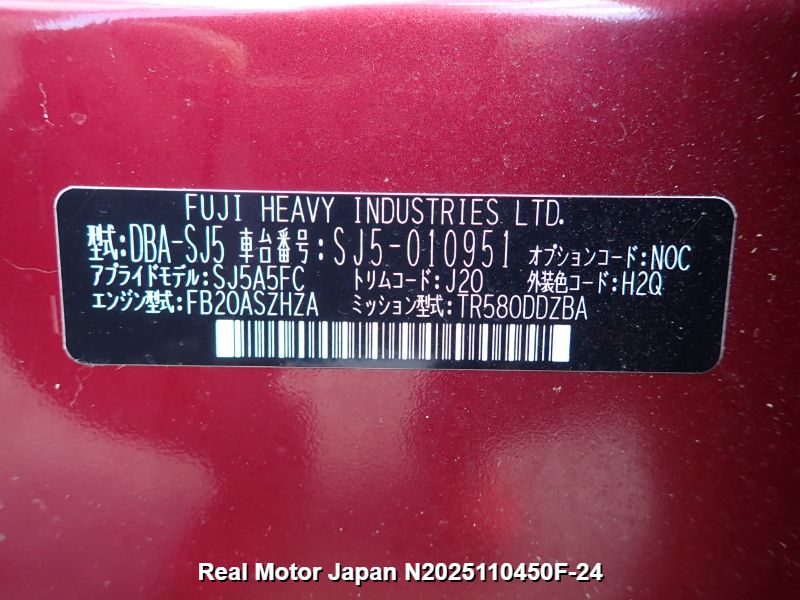 FUJI HEAVY INDUSTRIES LTD.
型式:DBA-SJ5 車台番号:SJ5-010951 オプションコード:N0C
アプライドモデル:SJ5A5FC トリムコード:J20 外装色コード:H2Q
エンジン型式:FB20ASZHZA ミッション型式:TR580DDZBA
Real Motor Japan N2025110450F-24